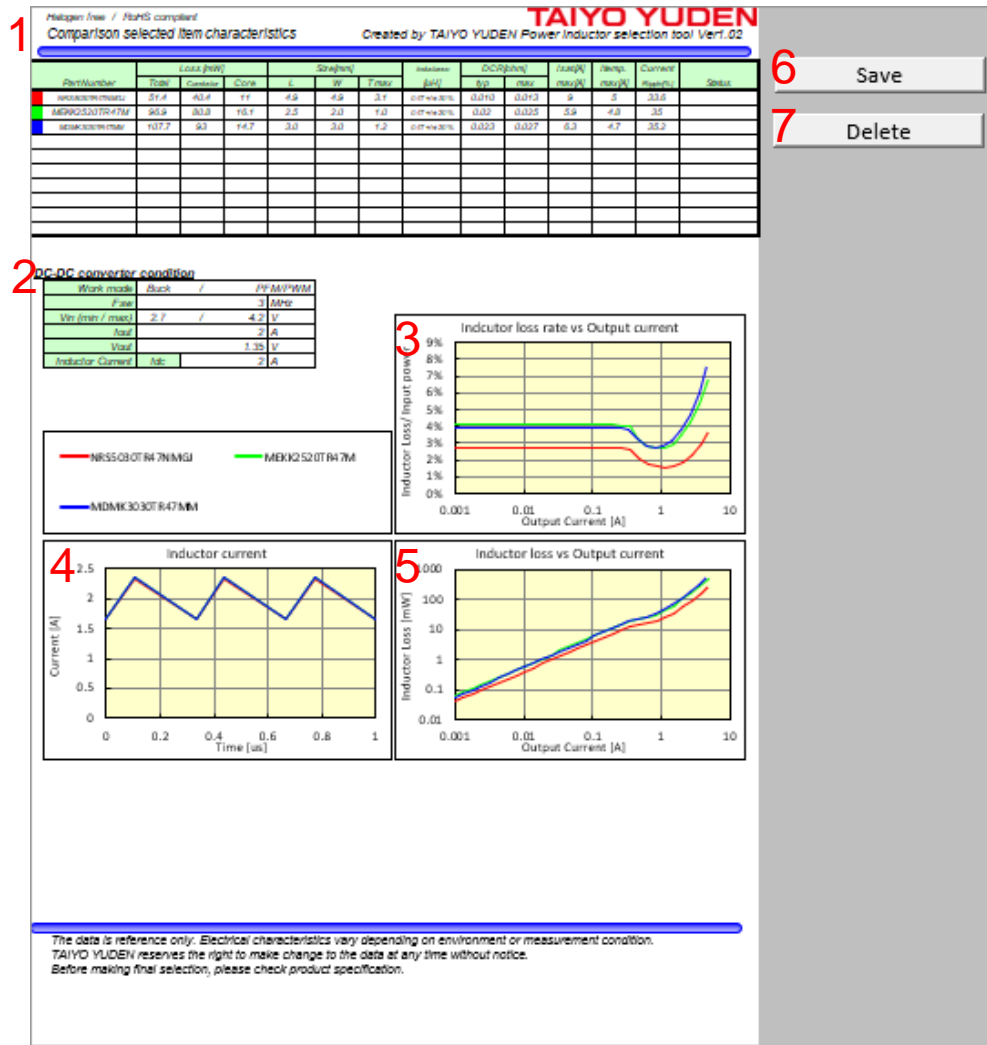 Halogen free / RoHS compliant
TAIYO YUDEN
1
Comparison selected item characteristics
Created by TAIYO YUDEN Power inductor selection tool Ver1.02
Loss [mW] Size[mm] Inductance DCR[ohm] Isat[A] Itemp. Current
PartNumber Total Conductor Core L W Tmax [uH] typ max max[A] max[A] Ripple[%] Status
51.4 40.4 11 4.9 4.9 3.1 0.010 0.013 9 5 33.6
MEKK2520TR47M 96.9 80.8 16.1 2.5 2.0 1.0 0.02 0.025 5.9 4.8 35
107.7 93 14.7 3.0 3.0 1.2 0.023 0.027 6.3 4.7 35.2
6
Save
7
Delete
2
DC-DC converter condition
Work mode Buck / PFM/PWM
Fsw 3 MHz
Vin (min / max) 2.7 / 4.2 V
Iout 2 A
Vout 1.35 V
Inductor Current Idc 2 A
3
Indcutor loss rate vs Output current
Inductor Loss/ Input power
9%
8%
7%
6%
5%
4%
3%
2%
1%
0%
0.001 0.01 0.1 1 10
Output Current [A]
NRS5030TR47NMGJ
MEKK2520TR47M
MDMK3030TR47MM
4
Inductor current
Current [A]
2.5
2
1.5
1
0.5
0
0 0.2 0.4 0.6 0.8 1
Time [us]
5
Inductor loss vs Output current
Inductor Loss [mW]
1000
100
10
1
0.1
0.01
0.001 0.01 0.1 1 10
Output Current [A]
The data is reference only. Electrical characteristics vary depending on environment or measurement condition.
TAIYO YUDEN reserves the right to make change to the data at any time without notice.
Before making final selection, please check product specification.